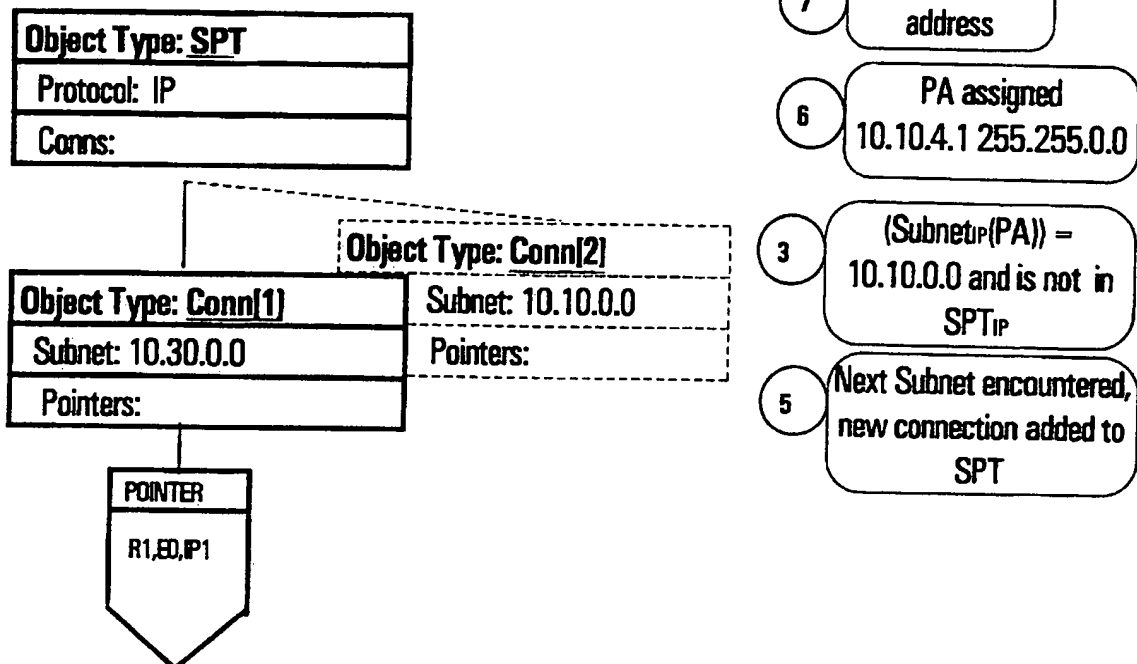 Object Type: SPT
Protocol: IP
Conns:
Object Type: Conn[2]
Subnet: 10.10.0.0
Pointers:
Object Type: Conn[1]
Subnet: 10.30.0.0
Pointers:
POINTER
R1,E0,IP1
7
address
6
PA assigned
10.10.4.1 255.255.0.0
3
(SubnetIP(PA)) =
10.10.0.0 and is not in
SPTIP
5
Next Subnet encountered,
new connection added to
SPT